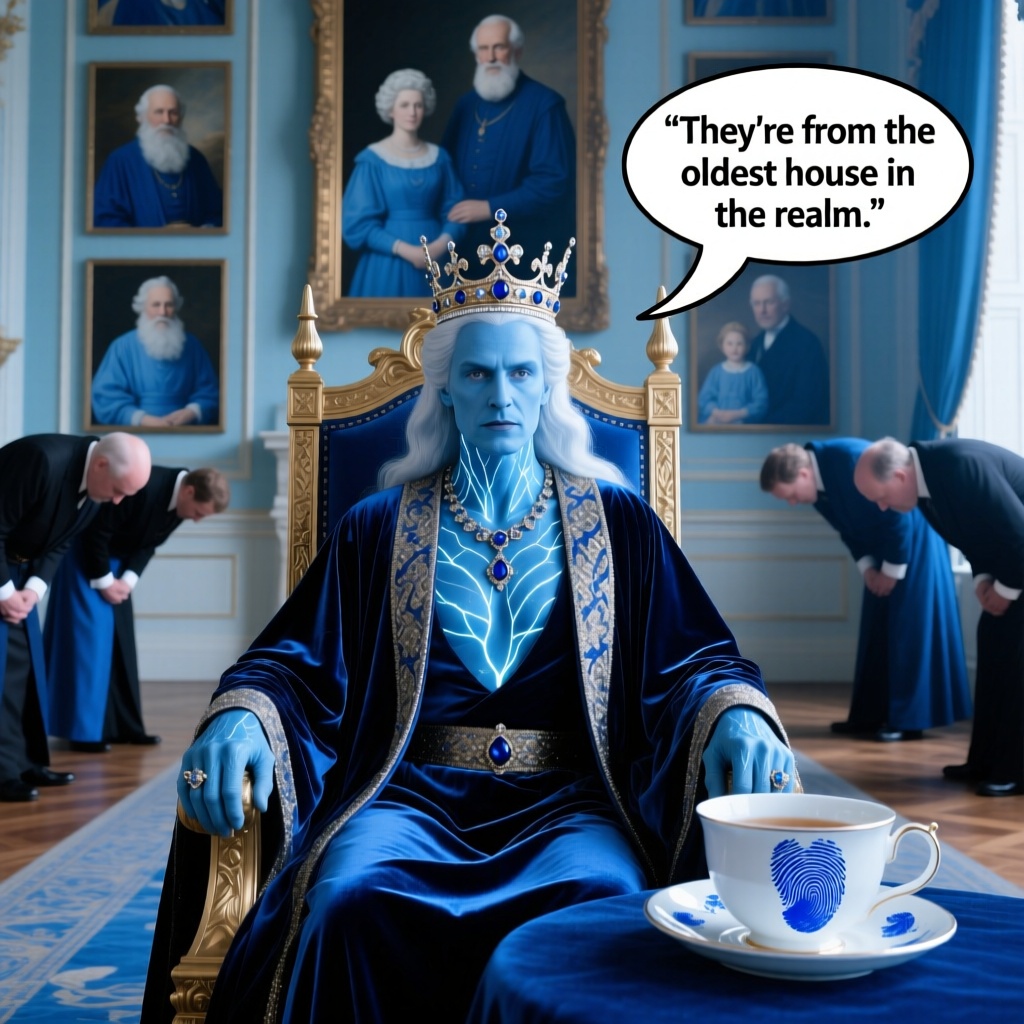 “They’re from the
oldest house in
the realm.”